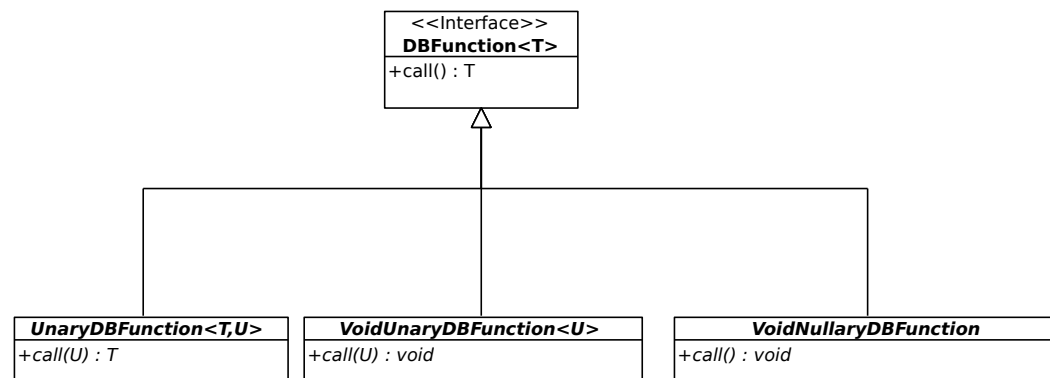 <<Interface>>
DBFunction<T>
+call() : T
UnaryDBFunction<T,U>
+call(U) : T
VoidUnaryDBFunction<U>
+call(U) : void
VoidNullaryDBFunction
+call() : void